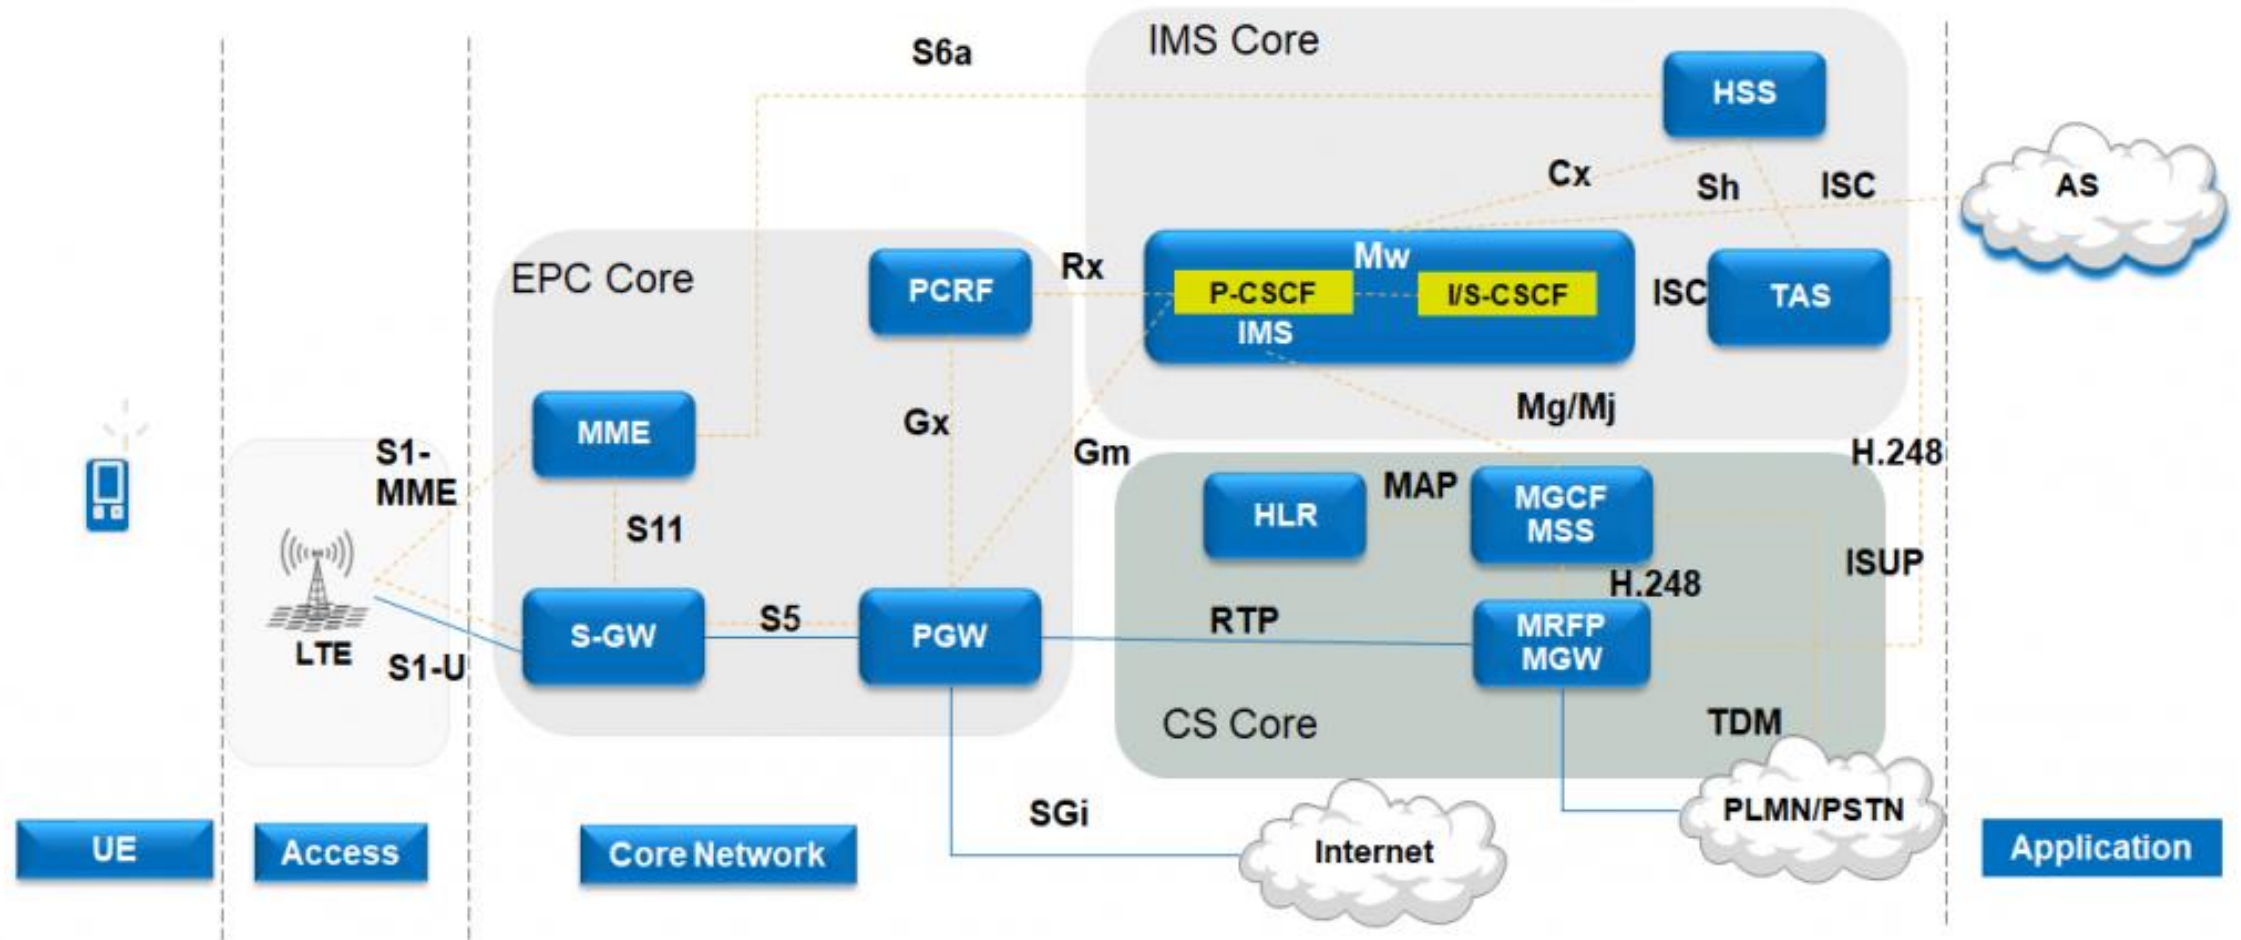 IMS Core
S6a
HSS
Cx
Sh
ISC
AS
EPC Core
PCRF
Rx
Mw
P-CSCF
I/S-CSCF
IMS
ISC
TAS
MME
Gx
Gm
Mg/Mj
H.248
S1-
MME
S11
HLR
MAP
MGCF
MSS
H.248
ISUP
LTE
S1-U
S-GW
S5
PGW
RTP
MRFP
MGW
CS Core
TDM
SGi
PLMN/PSTN
Internet
UE
Access
Core Network
Application